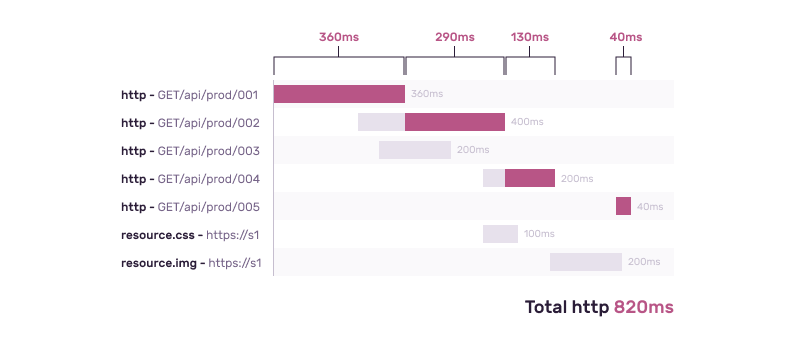 360ms 290ms 130ms 40ms
http - GET/api/prod/001 360ms
http - GET/api/prod/002 400ms
http - GET/api/prod/003 200ms
http - GET/api/prod/004 200ms
http - GET/api/prod/005 40ms
resource.css - https://s1 100ms
resource.img - https://s1 200ms
Total http 820ms